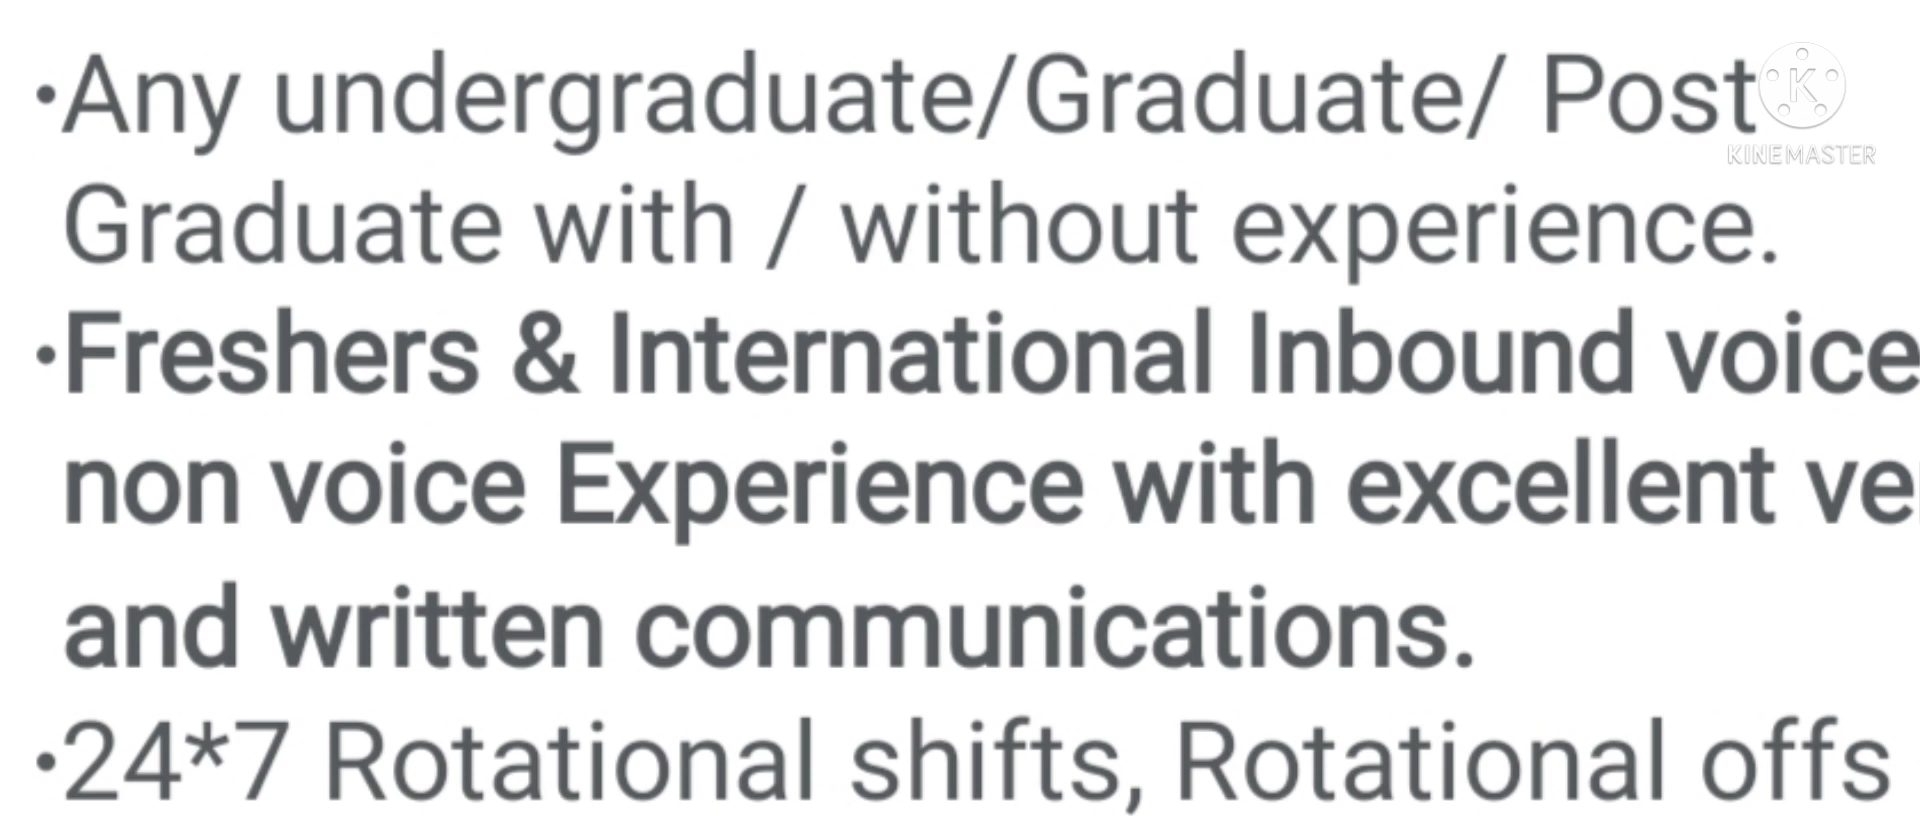 •Any undergraduate/Graduate/ Post
Graduate with / without experience.
•Freshers & International Inbound voice
non voice Experience with excellent
and written communications.
•24*7 Rotational shifts, Rotational offs
K
KINEMASTER